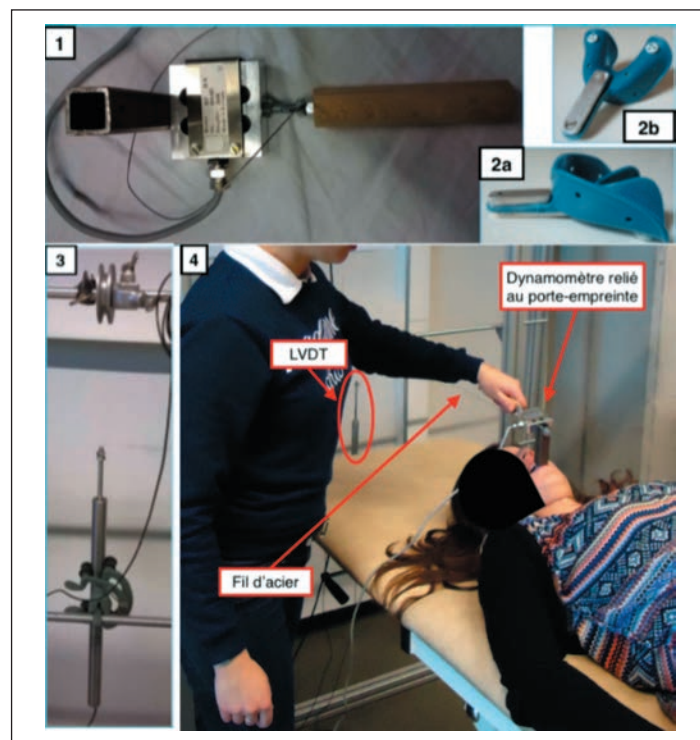 1
2b
2a
3
4
Dynamomètre relié
au porte-empreinte
LVDT
Fil d'acier